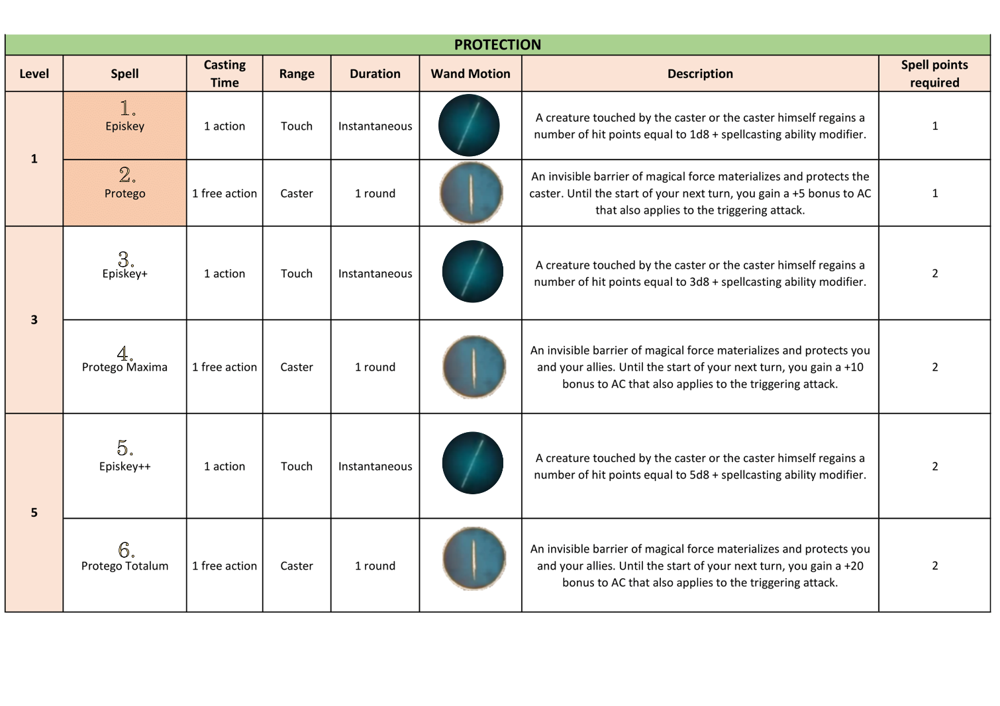 PROTECTION
Level
Spell
Casting
Time
Range
Duration
Wand Motion
Description
Spell points
required
1
1.
Episkey
1 action
Touch
Instantaneous
A creature touched by the caster or the caster himself regains a
number of hit points equal to 1d8 + spellcasting ability modifier.
1
2.
Protego
1 free action
Caster
1 round
An invisible barrier of magical force materializes and protects the
caster. Until the start of your next turn, you gain a +5 bonus to AC
that also applies to the triggering attack.
1
3
3.
Episkey+
1 action
Touch
Instantaneous
A creature touched by the caster or the caster himself regains a
number of hit points equal to 3d8 + spellcasting ability modifier.
2
4.
Protego Maxima
1 free action
Caster
1 round
An invisible barrier of magical force materializes and protects you
and your allies. Until the start of your next turn, you gain a +10
bonus to AC that also applies to the triggering attack.
2
5
5.
Episkey++
1 action
Touch
Instantaneous
A creature touched by the caster or the caster himself regains a
number of hit points equal to 5d8 + spellcasting ability modifier.
2
6.
Protego Totalum
1 free action
Caster
1 round
An invisible barrier of magical force materializes and protects you
and your allies. Until the start of your next turn, you gain a +20
bonus to AC that also applies to the triggering attack.
2